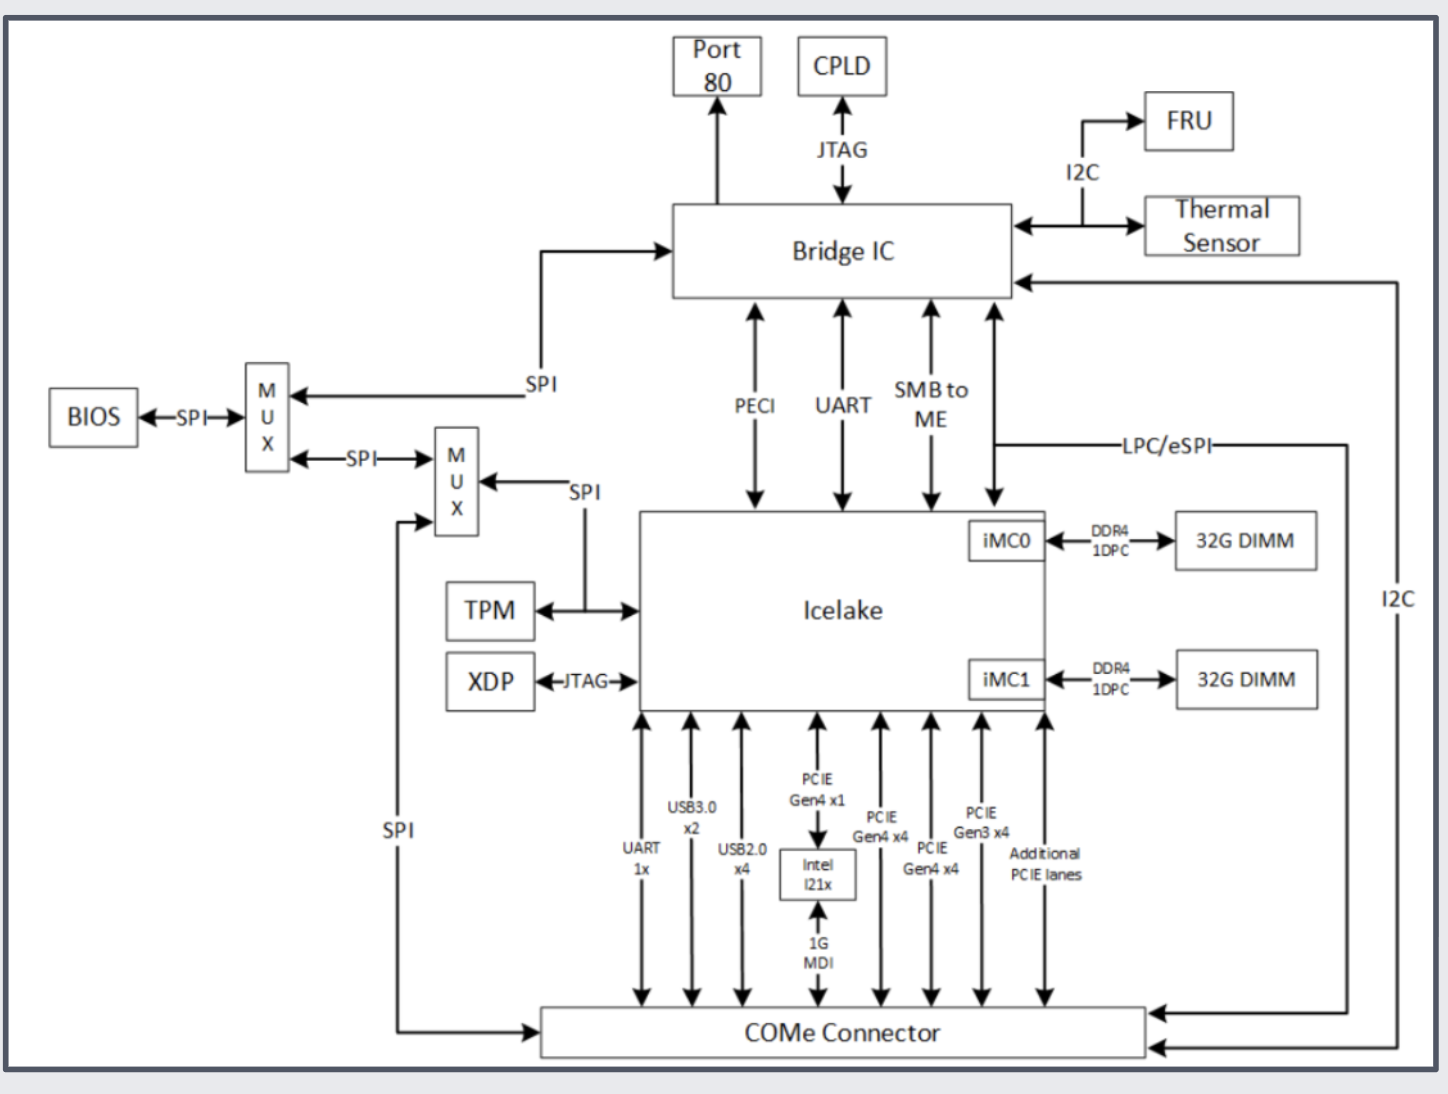 Port
80
CPLD
JTAG
FRU
I2C
Thermal
Sensor
Bridge IC
SPI
BIOS
SPI
M
U
X
PECI
UART
SMB to
ME
LPC/eSPI
SPI
M
U
X
SPI
iMC0
DDR4
1DPC
32G DIMM
I2C
TPM
Icelake
XDP
JTAG
iMC1
DDR4
1DPC
32G DIMM
SPI
UART
1x
USB3.0
x2
USB2.0
x4
PCIE
Gen4 x1
Intel
I21x
1G
MDI
PCIE
Gen4 x4
PCIE
Gen4 x4
PCIE
Gen3 x4
Additional
PCIE lanes
COMe Connector